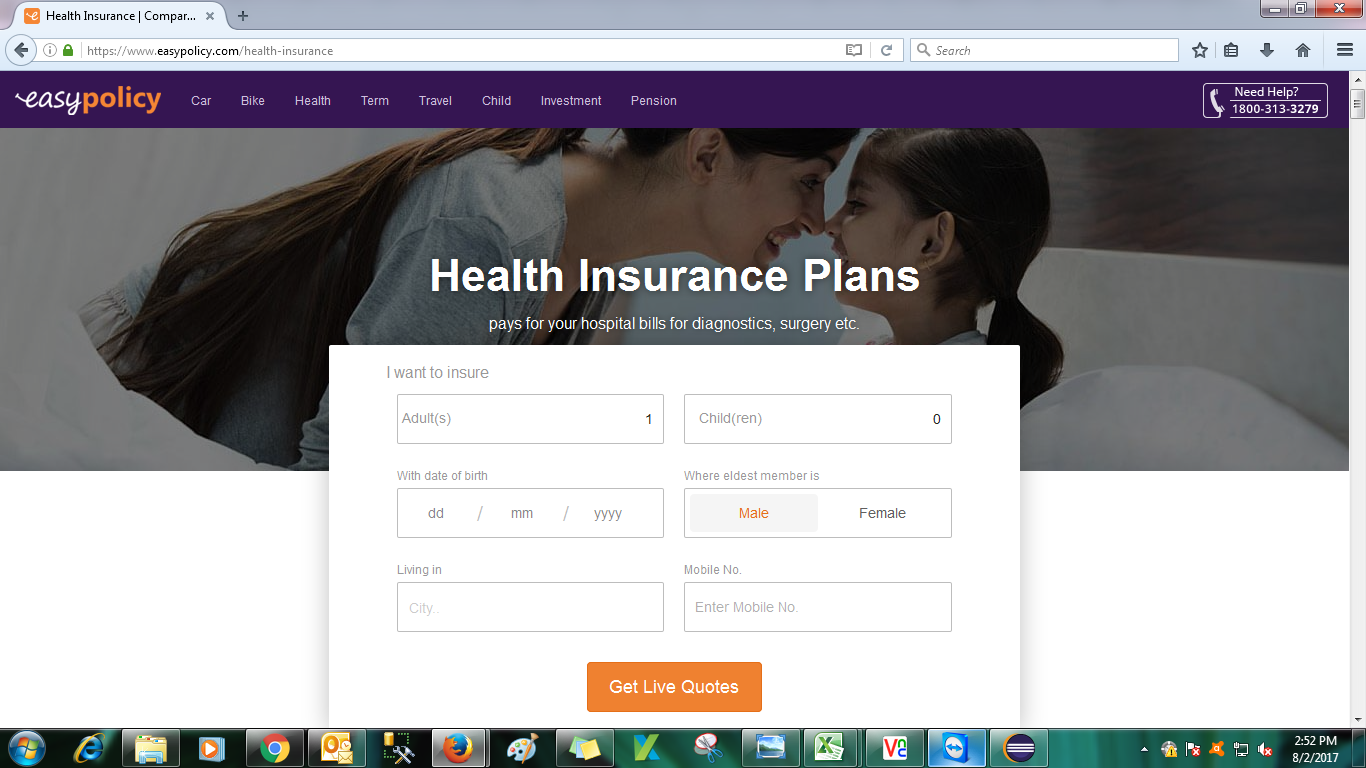 Health Insurance | Compar...
https://www.easypolicy.com/health-insurance
Search
easypolicy
Car Bike Health Term Travel Child Investment Pension
Need Help?
1800-313-3279
Health Insurance Plans
pays for your hospital bills for diagnostics, surgery etc.
I want to insure
Adult(s) 1 Child(ren) 0
With date of birth Where eldest member is
dd / mm / yyyy Male Female
Living in Mobile No.
City.. Enter Mobile No.
Get Live Quotes
2:52 PM
8/2/2017